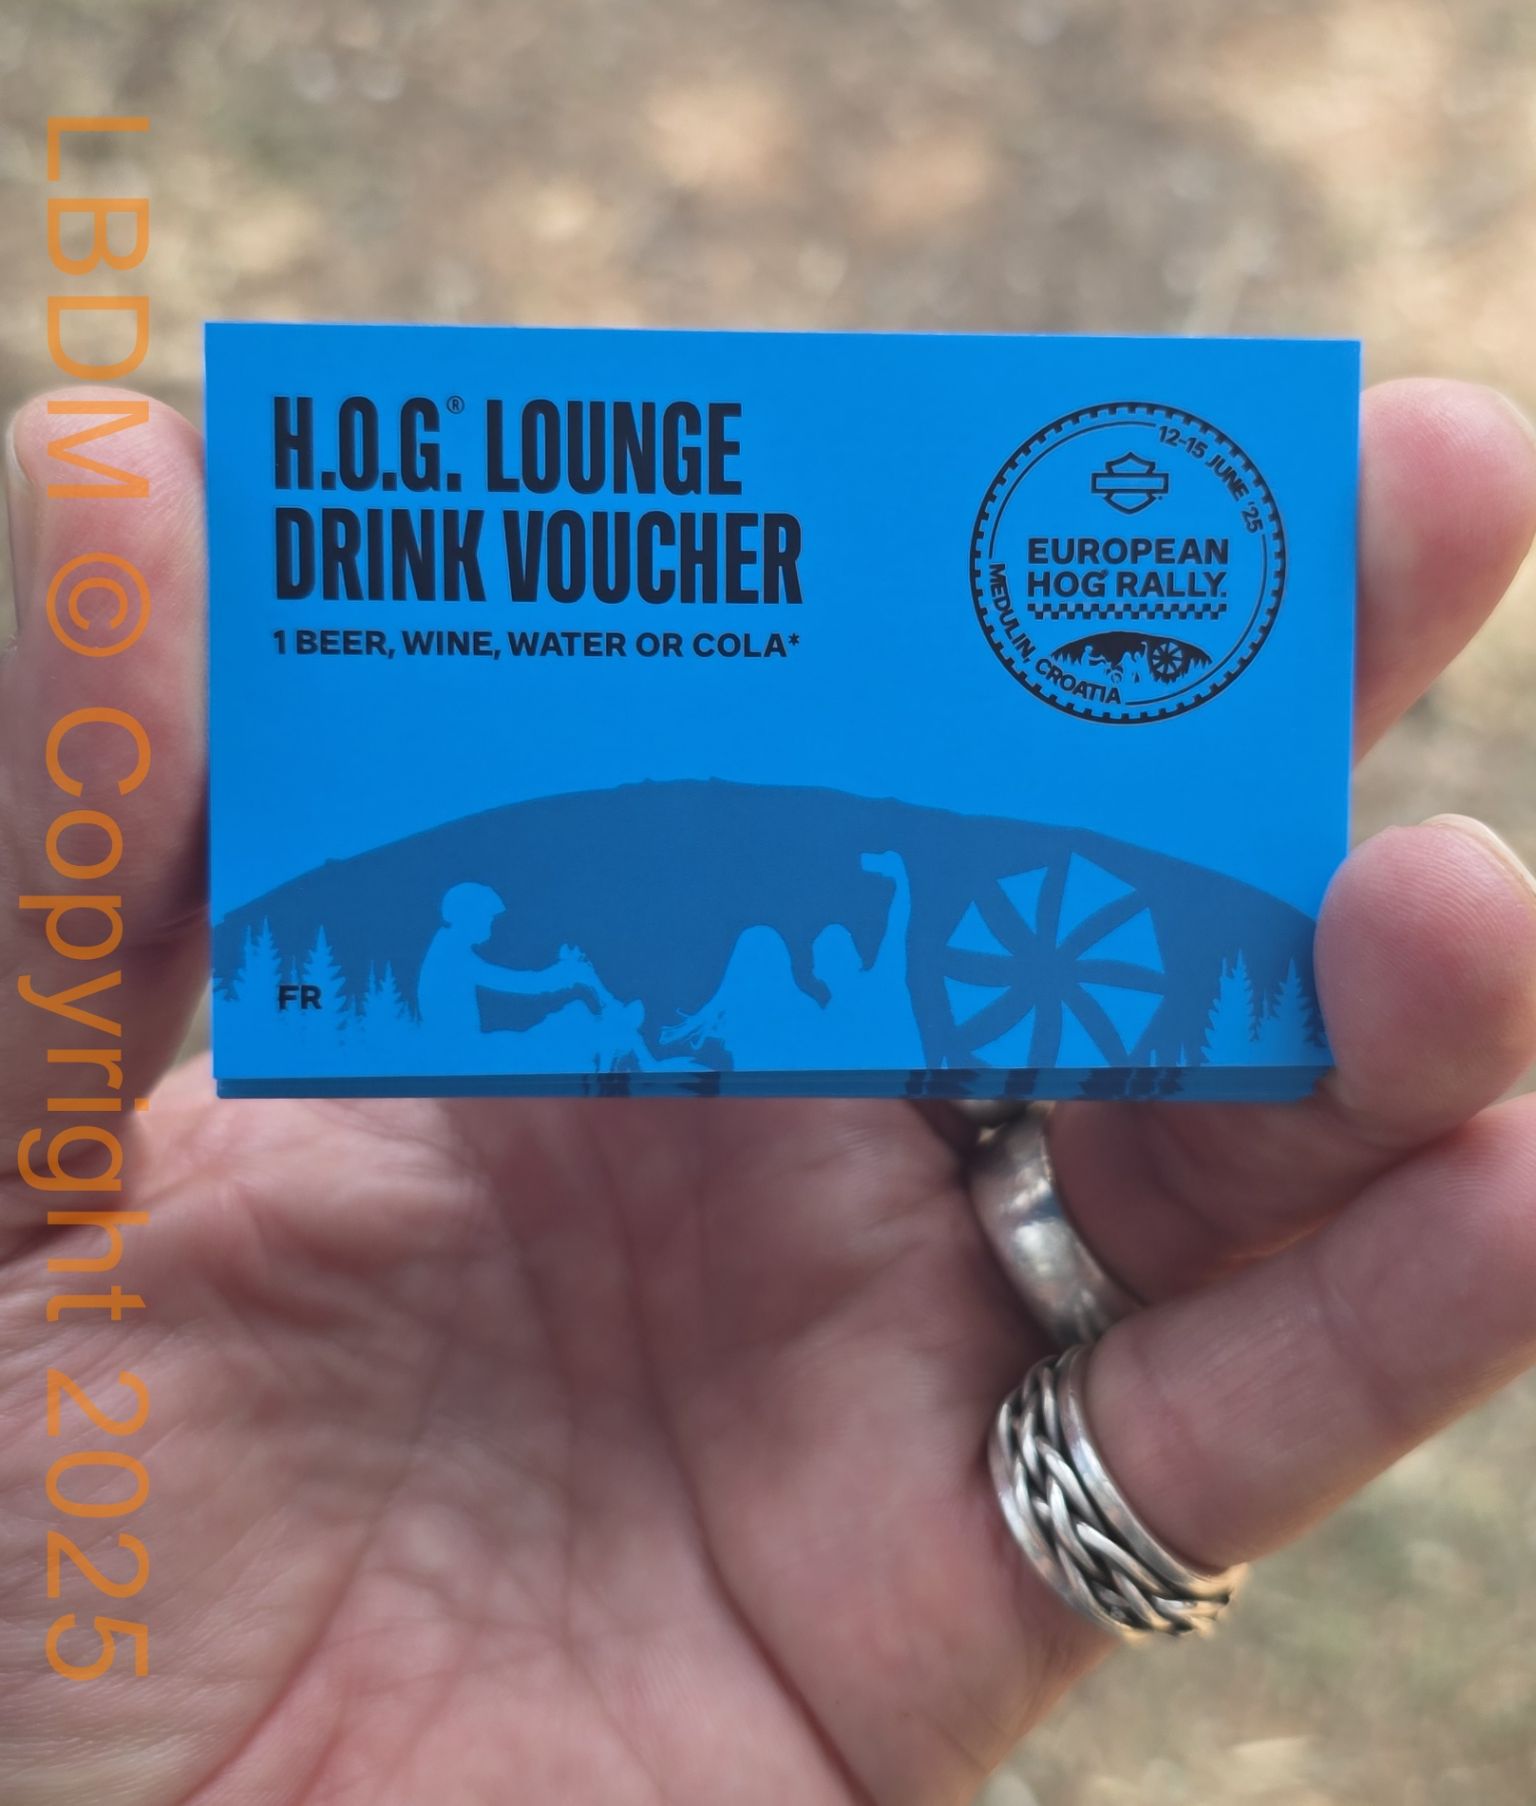 H.O.G.® LOUNGE
DRINK VOUCHER
1 BEER, WINE, WATER OR COLA*
12-15 JUNE '25
EUROPEAN
HOG® RALLY.
MEDULIN, CROATIA
FR
LBDM © Copyright 2025